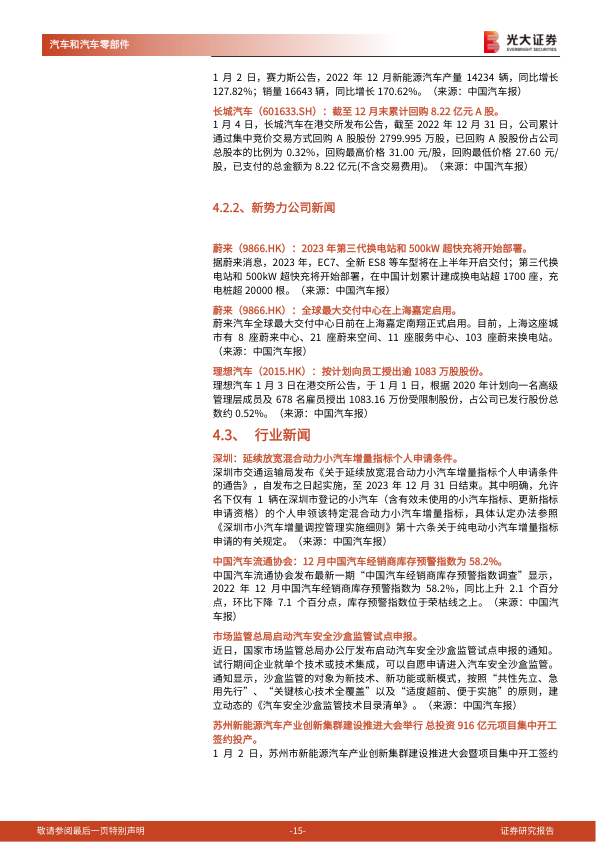 汽车和汽车零部件
光大证券
EVERBRIGHT SECURITIES
1 月 2 日，赛力斯公告，2022 年 12 月新能源汽车产量 14234 辆，同比增长
127.82%；销量 16643 辆，同比增长 170.62%。（来源：中国汽车报）
长城汽车（601633.SH）：截至 12 月末累计回购 8.22 亿元 A 股。
1 月 4 日，长城汽车在港交所发布公告，截至 2022 年 12 月 31 日，公司累计
通过集中竞价交易方式回购 A 股股份 2799.995 万股，已回购 A 股股份占公司
总股本的比例为 0.32%，回购最高价格 31.00 元/股，回购最低价格 27.60 元/
股，已支付的总金额为 8.22 亿元(不含交易费用)。（来源：中国汽车报）
4.2.2、新势力公司新闻
蔚来（9866.HK）：2023 年第三代换电站和 500kW 超快充将开始部署。
据蔚来消息，2023 年，EC7、全新 ES8 等车型将在上半年开启交付；第三代换
电站和 500kW 超快充将开始部署，在中国计划累计建成换电站超 1700 座，充
电桩超 20000 根。（来源：中国汽车报）
蔚来（9866.HK）：全球最大交付中心在上海嘉定启用。
蔚来汽车全球最大交付中心日前在上海嘉定南翔正式启用。目前，上海这座城
市有 8 座蔚来中心、21 座蔚来空间、11 座服务中心、103 座蔚来换电站。
（来源：中国汽车报）
理想汽车（2015.HK）：按计划向员工授出逾 1083 万股股份。
理想汽车 1 月 3 日在港交所公告，于 1 月 1 日，根据 2020 年计划向一名高级
管理层成员及 678 名雇员授出 1083.16 万份受限制股份，占公司已发行股份总
数约 0.52%。（来源：中国汽车报）
4.3、 行业新闻
深圳：延续放宽混合动力小汽车增量指标个人申请条件。
深圳市交通运输局发布《关于延续放宽混合动力小汽车增量指标个人申请条件
的通告》，自发布之日起实施，至 2023 年 12 月 31 日结束。其中明确，允许
名下仅有 1 辆在深圳市登记的小汽车（含有效未使用的小汽车指标、更新指标
申请资格）的个人申领该特定混合动力小汽车增量指标，具体认定办法参照
《深圳市小汽车增量调控管理实施细则》第十六条关于纯电动小汽车增量指标
申请的有关规定。（来源：中国汽车报）
中国汽车流通协会：12 月中国汽车经销商库存预警指数为 58.2%。
中国汽车流通协会发布最新一期“中国汽车经销商库存预警指数调查”显示，
2022 年 12 月中国汽车经销商库存预警指数为 58.2%，同比上升 2.1 个百分
点，环比下降 7.1 个百分点，库存预警指数位于荣枯线之上。（来源：中国汽
车报）
市场监管总局启动汽车安全沙盒监管试点申报。
近日，国家市场监管总局办公厅发布启动汽车安全沙盒监管试点申报的通知。
试行期间企业就单个技术或技术集成，可以自愿申请进入汽车安全沙盒监管。
通知显示，沙盒监管的对象为新技术、新功能或新模式，按照“共性先立、急
用先行”、“关键核心技术全覆盖”以及“适度超前、便于实施”的原则，建
立动态的《汽车安全沙盒监管技术目录清单》。（来源：中国汽车报）
苏州新能源汽车产业创新集群建设推进大会举行 总投资 916 亿元项目集中开工
签约投产。
1 月 2 日，苏州市新能源汽车产业创新集群建设推进大会暨项目集中开工签约
敬请参阅最后一页特别声明
-15-
证券研究报告